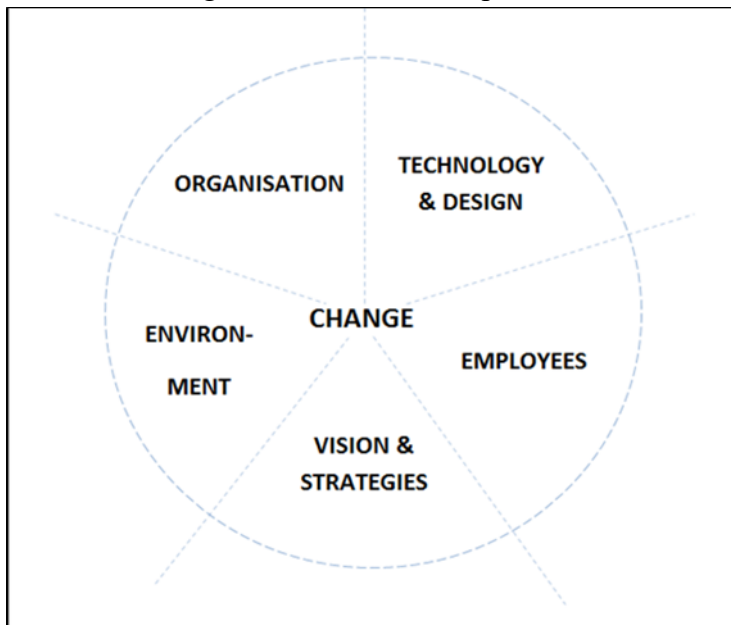 ORGANISATION
TECHNOLOGY
& DESIGN
CHANGE
ENVIRON-
MENT
EMPLOYEES
VISION &
STRATEGIES